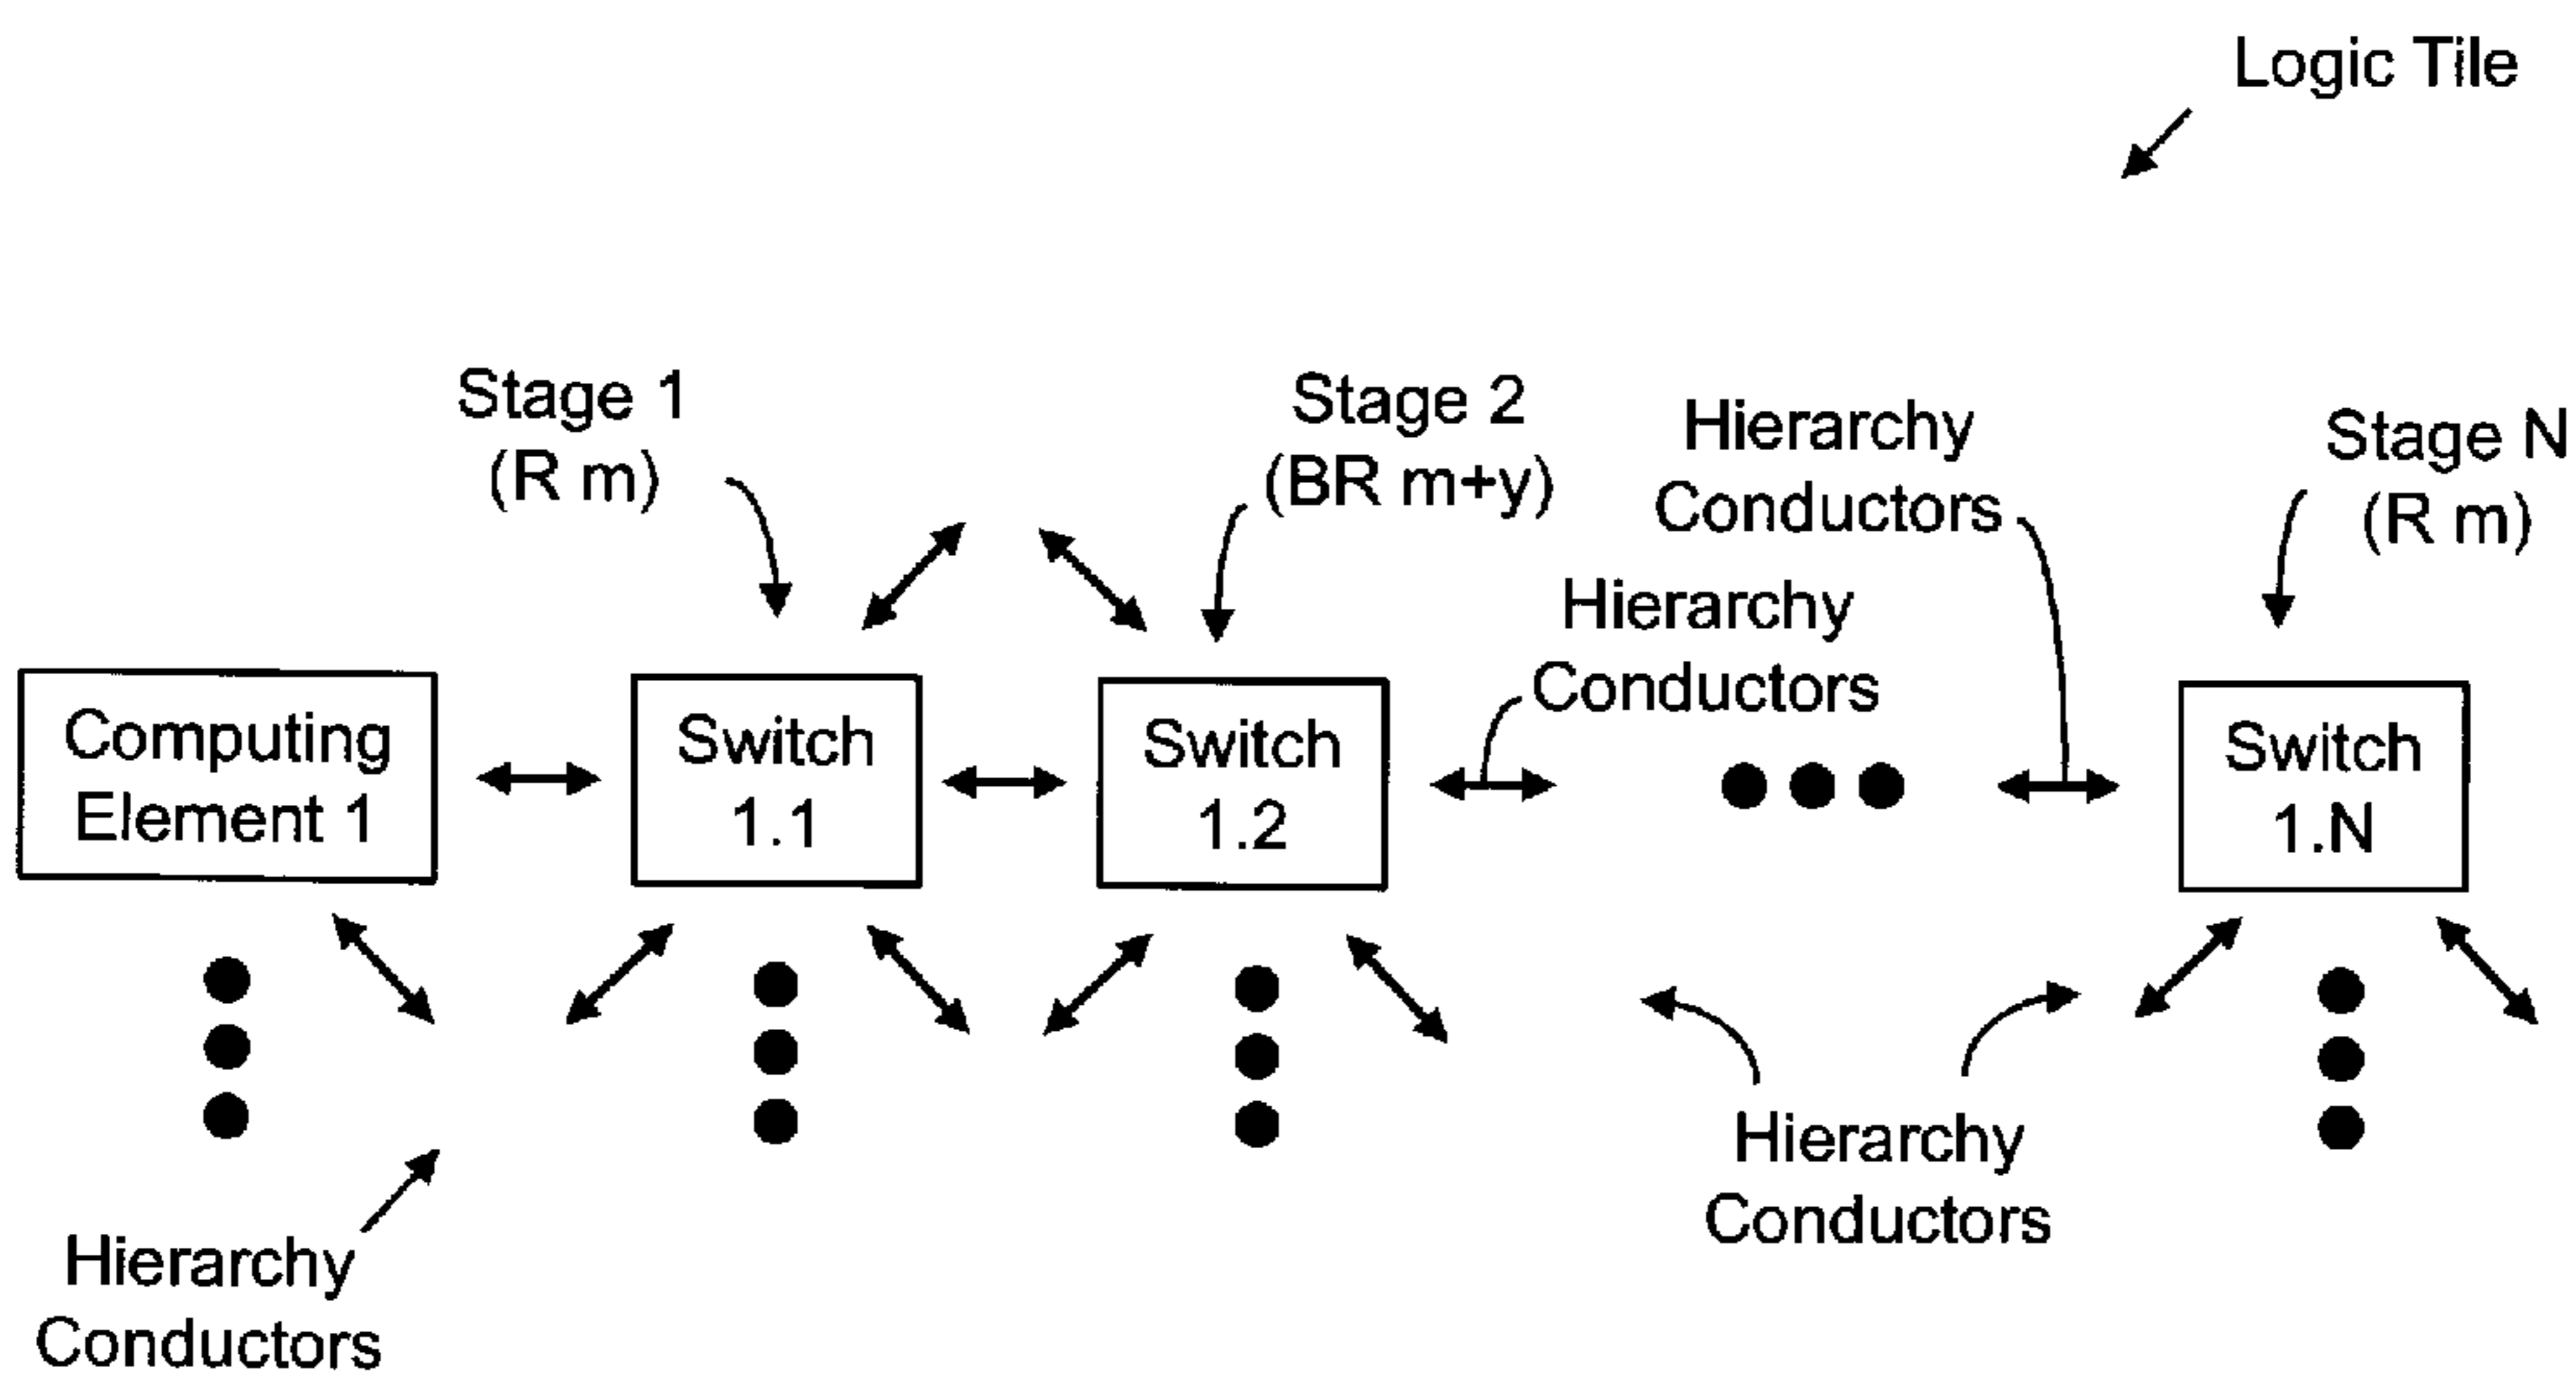 Logic Tile
Stage 1
(R m)
Stage 2
(BR m+y)
Hierarchy
Conductors
Stage N
(R m)
Hierarchy
Conductors
Computing
Element 1
Switch
1.1
Switch
1.2
Switch
1.N
Hierarchy
Conductors
Hierarchy
Conductors